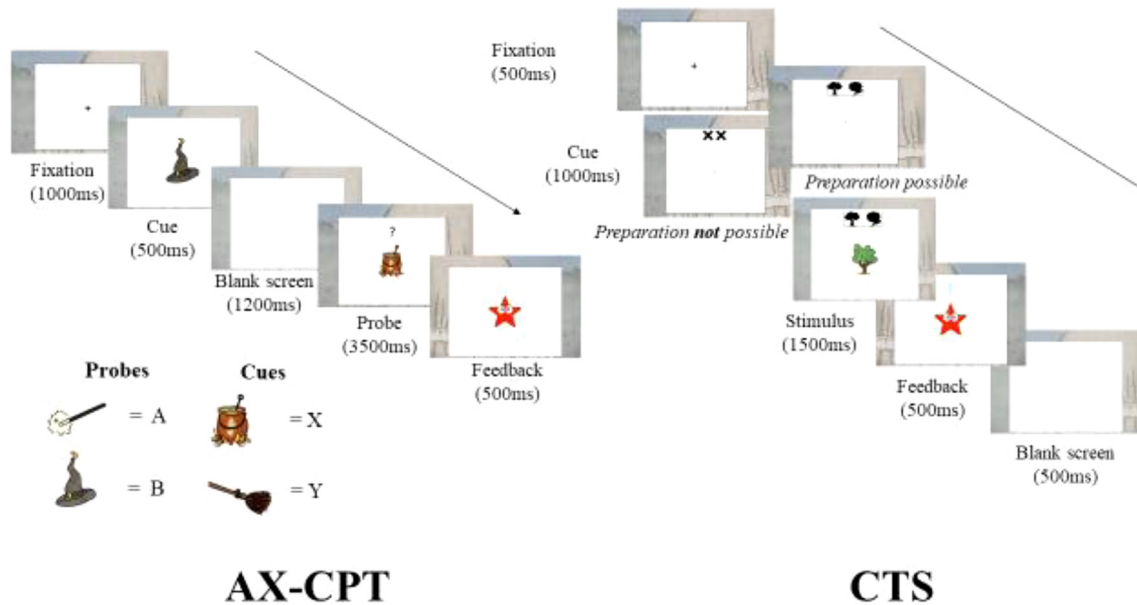 Fixation
(1000ms)
Cue
(500ms)
Blank screen
(1200ms)
?
Probe
(3500ms)
Feedback
(500ms)
Probes
Cues
= A
= X
= B
= Y
AX-CPT
Fixation
(500ms)
××
Cue
(1000ms)
Preparation possible
Preparation not possible
Stimulus
(1500ms)
Feedback
(500ms)
Blank screen
(500ms)
CTS